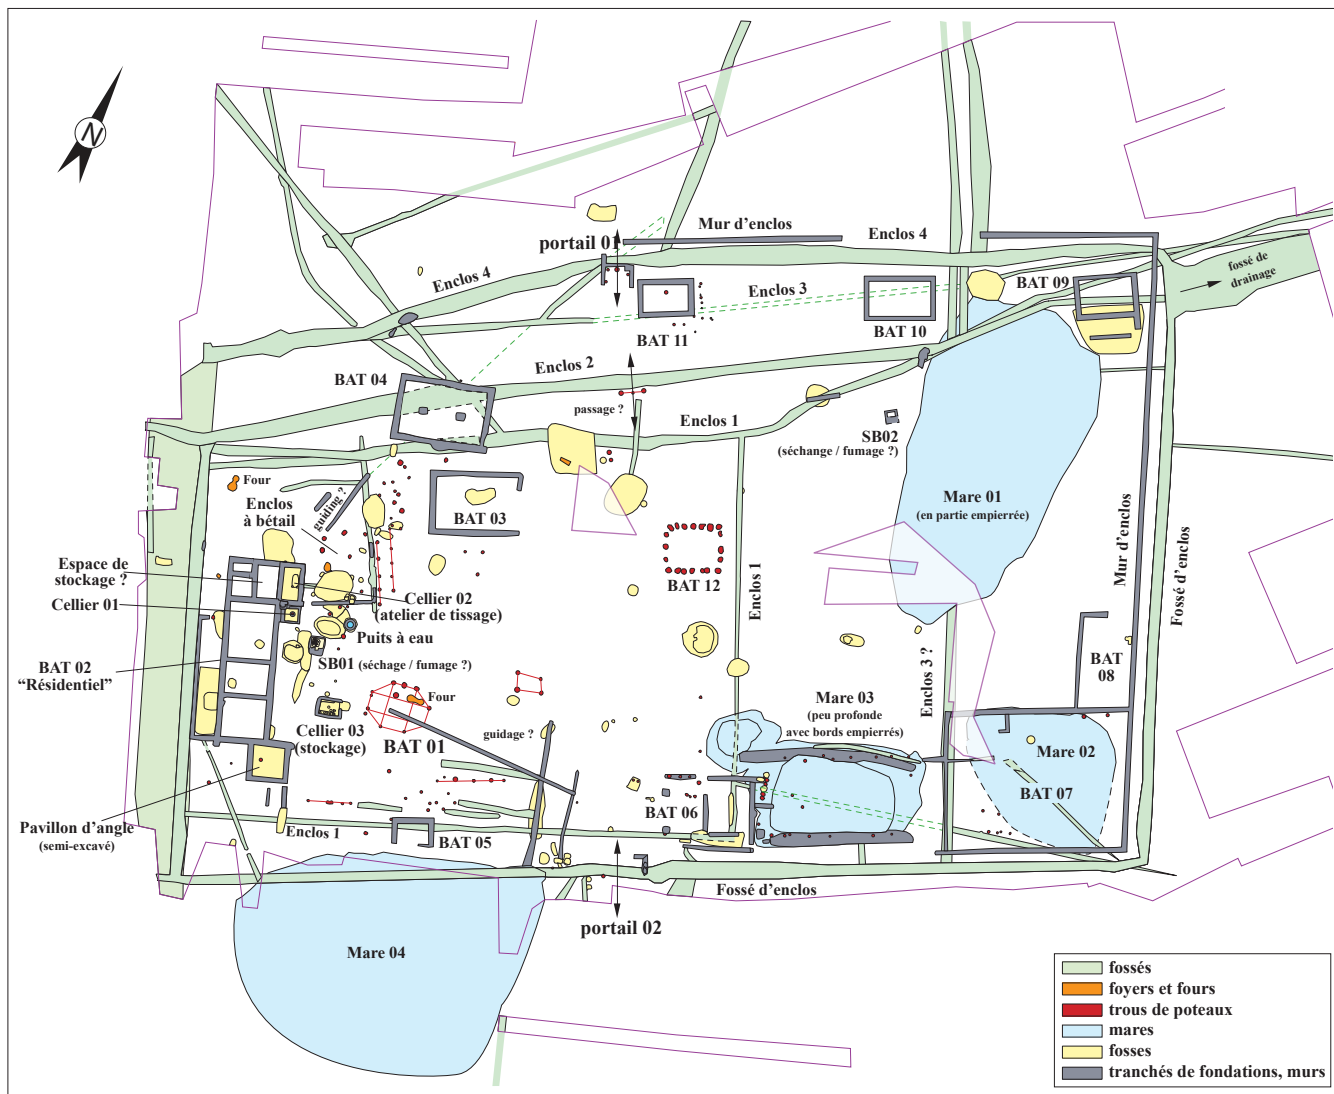 N
portail 01
Mur d'enclos
Enclos 4
Enclos 4
fossé de
drainage
Enclos 3
BAT 09
BAT 11
BAT 10
BAT 04
Enclos 2
passage ?
Enclos 1
SB02
(séchange / fumage ?)
Four
guiding ?
Enclos
à bétail
BAT 03
Mare 01
(en partie empierrée)
Mur d'enclos
Fossé d'enclos
Espace de
stockage ?
Cellier 01
BAT 12
Enclos 1
Cellier 02
(atelier de tissage)
Puits à eau
SB01 (séchage / fumage ?)
BAT 02
“Résidentiel”
Four
Cellier 03
(stockage)
BAT 01
guidage ?
Mare 03
(peu profonde
avec bords empierrés)
Enclos 3 ?
BAT
08
Mare 02
BAT 07
Pavillon d'angle
(semi-excavé)
Enclos 1
BAT 05
BAT 06
Fossé d'enclos
portail 02
Mare 04
fossés
foyers et fours
trous de poteaux
mares
fosses
tranchés de fondations, murs